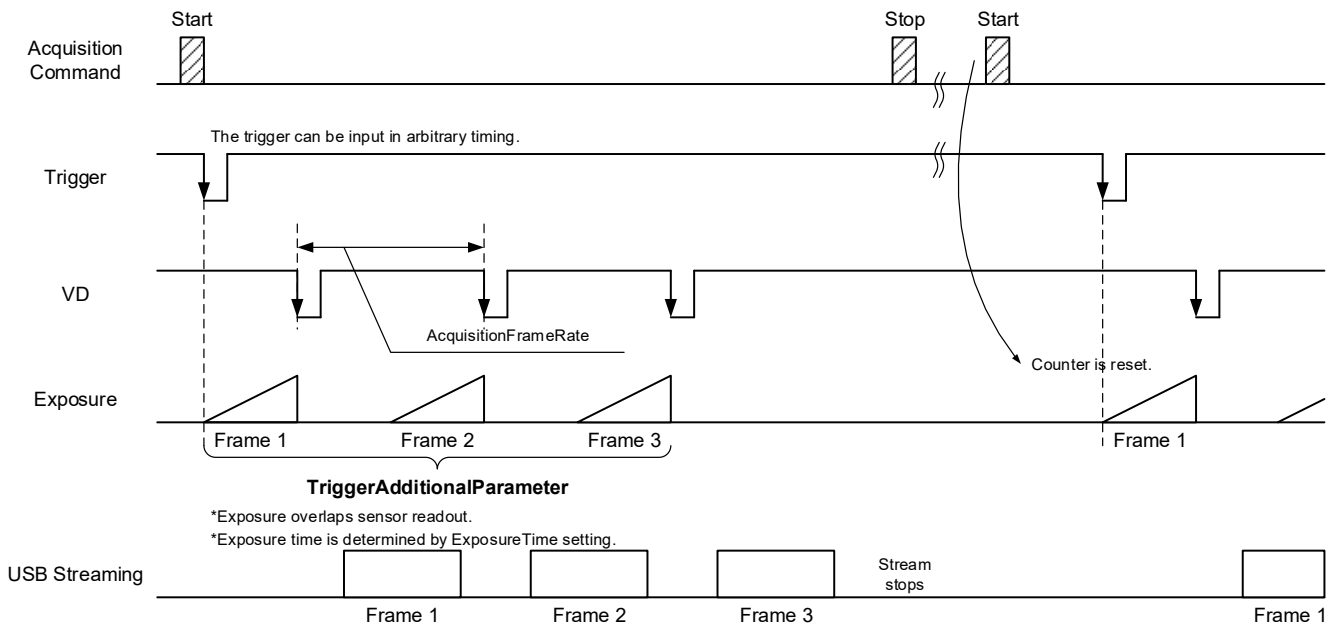 Start
Stop
Start
Acquisition
Command
The trigger can be input in arbitrary timing.
Trigger
VD
AcquisitionFrameRate
Counter is reset.
Exposure
Frame 1
Frame 2
Frame 3
Frame 1
TriggerAdditionalParameter
*Exposure overlaps sensor readout.
*Exposure time is determined by ExposureTime setting.
USB Streaming
Stream
stops
Frame 1
Frame 2
Frame 3
Frame 1